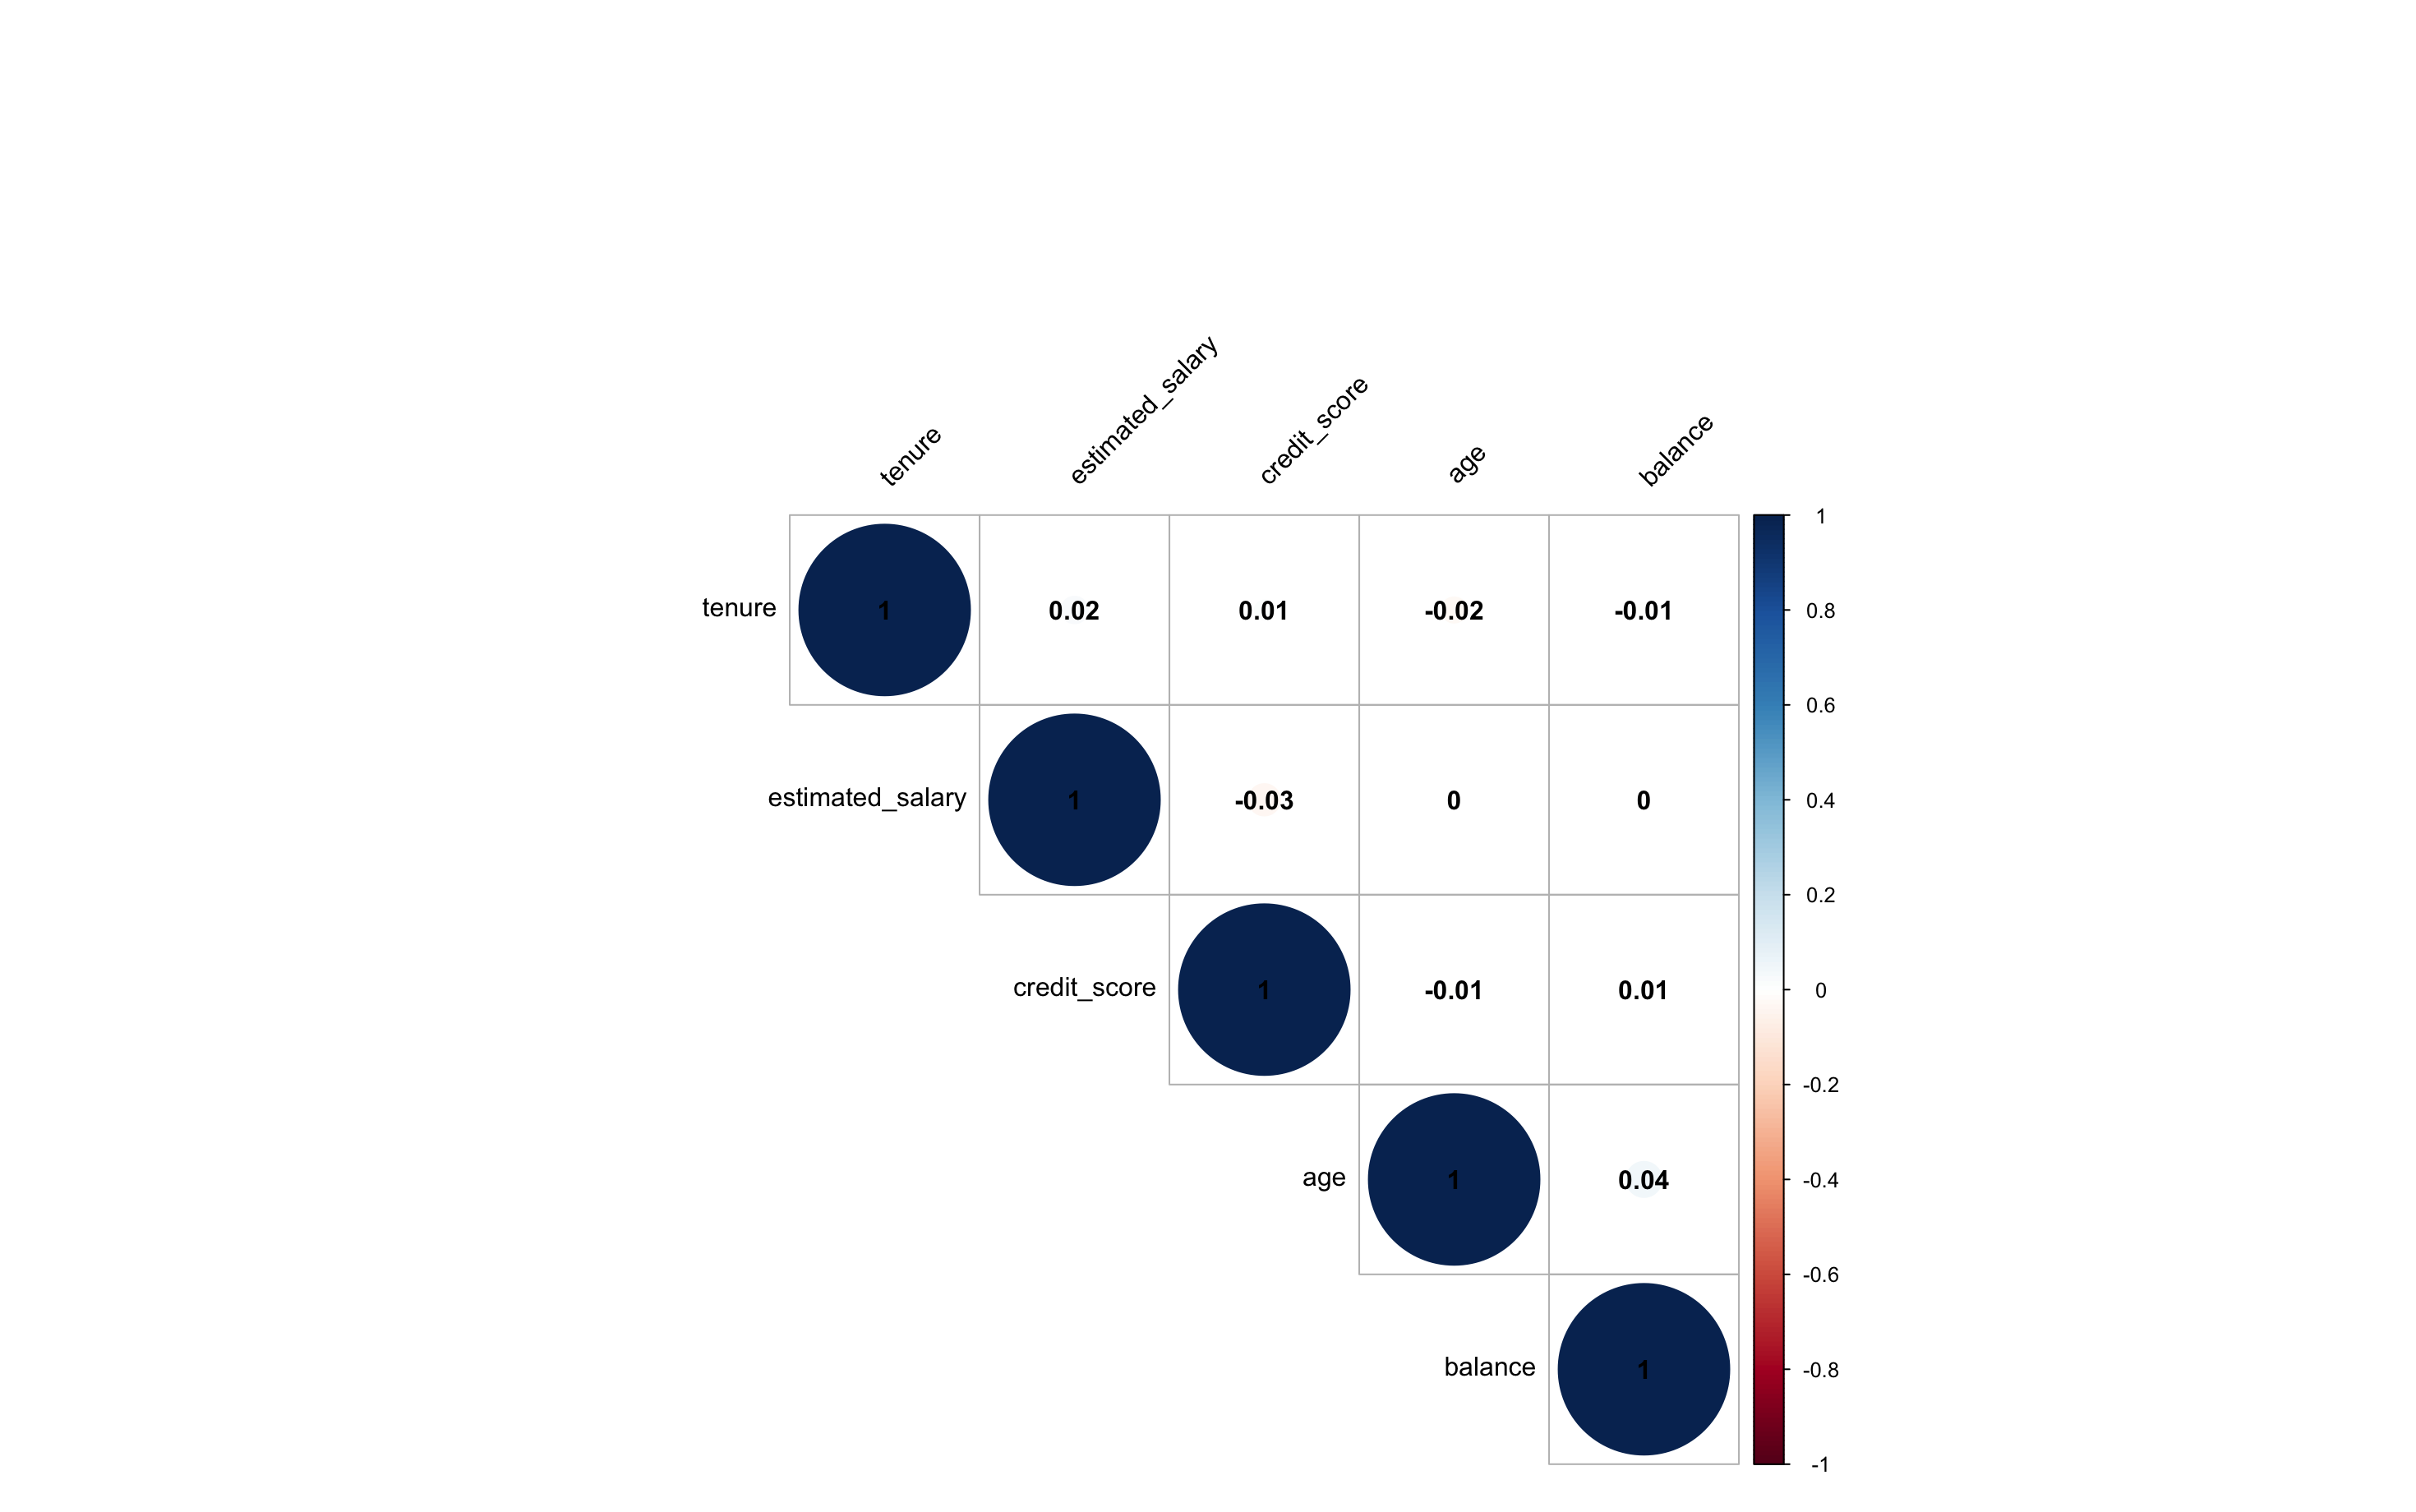 tenure
estimated_salary
credit_score
age
balance
tenure 1 0.02 0.01 -0.02 -0.01
estimated_salary 1 -0.03 0 0
credit_score 1 -0.01 0.01
age 1 0.04
balance 1
1
0.8
0.6
0.4
0.2
0
-0.2
-0.4
-0.6
-0.8
-1